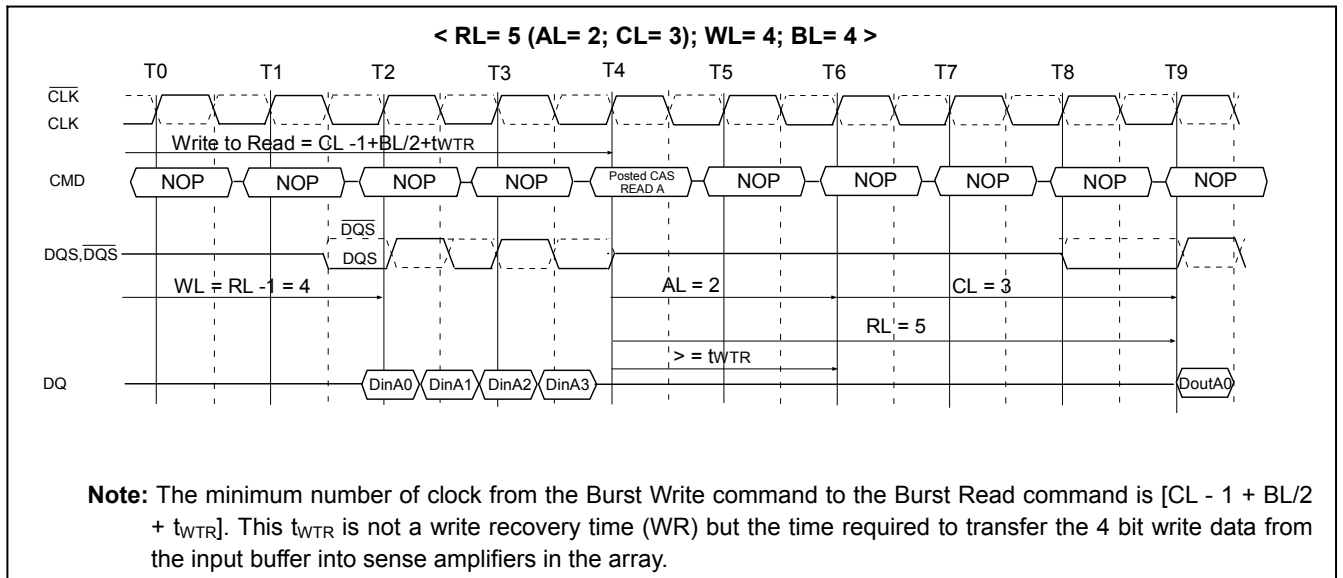 < RL= 5 (AL= 2; CL= 3); WL= 4; BL= 4 >
T0 T1 T2 T3 T4 T5 T6 T7 T8 T9
CLK
CLK
Write to Read = CL -1+BL/2+tWTR
CMD NOP NOP NOP NOP Posted CAS READ A NOP NOP NOP NOP NOP
DQS
DQS,DQS DQS
WL = RL -1 = 4 AL = 2 CL = 3
RL = 5
> = tWTR
DQ DinA0 DinA1 DinA2 DinA3 DoutA0
Note: The minimum number of clock from the Burst Write command to the Burst Read command is [CL - 1 + BL/2
+ tWTR]. This tWTR is not a write recovery time (WR) but the time required to transfer the 4 bit write data from
the input buffer into sense amplifiers in the array.